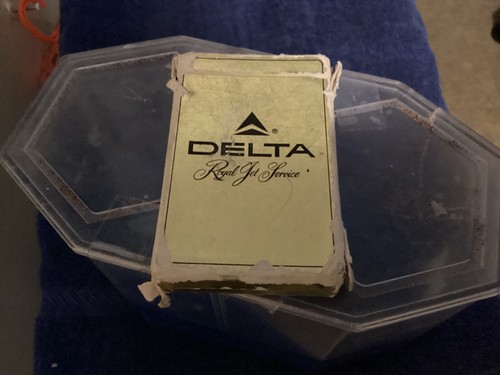 ®
DELTA
Royal Jet Service